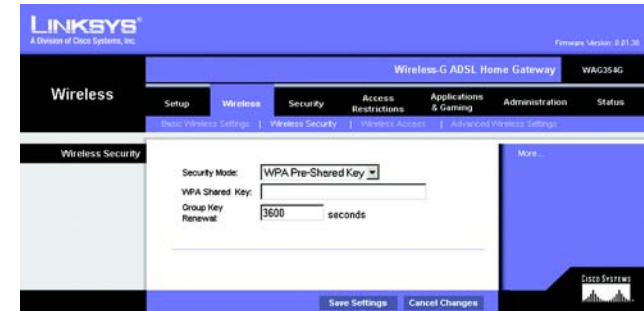 LINKSYS®
A Division of Cisco Systems, Inc.
Firmware Version: 0.01.30
Wireless-G ADSL Home Gateway WAG354G
Wireless
Setup Wireless Security Access Restrictions Applications & Gaming Administration Status
Basic Wireless Settings | Wireless Security | Wireless Access | Advanced Wireless Settings
Wireless Security
More...
Security Mode: WPA Pre-Shared Key
WPA Shared Key:
Group Key Renewal: 3600 seconds
CISCO SYSTEMS
Save Settings Cancel Changes